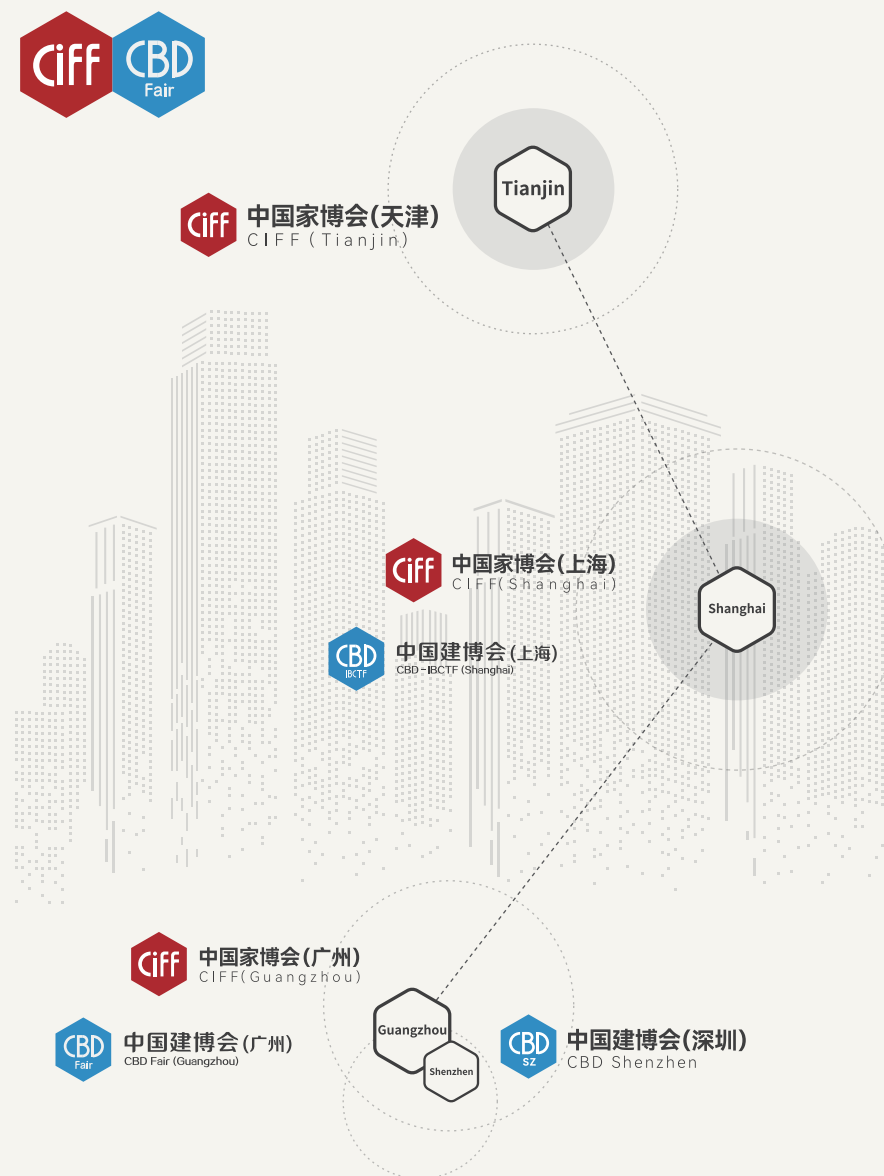 CiFF
CBD
Fair
Tianjin
CiFF
中国家博会(天津)
CIFF (Tianjin)
CiFF
中国家博会(上海)
CIFF(Shanghai)
Shanghai
CBD
IBCTF
中国建博会(上海)
CBD-IBCTF (Shanghai)
CiFF
中国家博会(广州)
CIFF(Guangzhou)
Guangzhou
CBD
Fair
中国建博会(广州)
CBD Fair (Guangzhou)
Shenzhen
CBD
SZ
中国建博会(深圳)
CBD Shenzhen